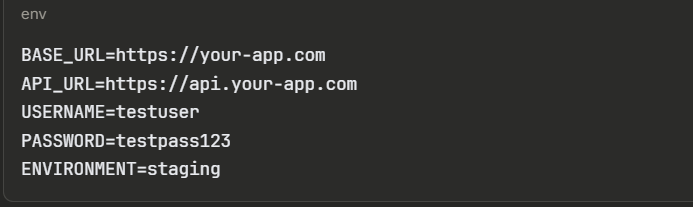 env
BASE_URL=https://your-app.com
API_URL=https://api.your-app.com
USERNAME=testuser
PASSWORD=testpass123
ENVIRONMENT=staging